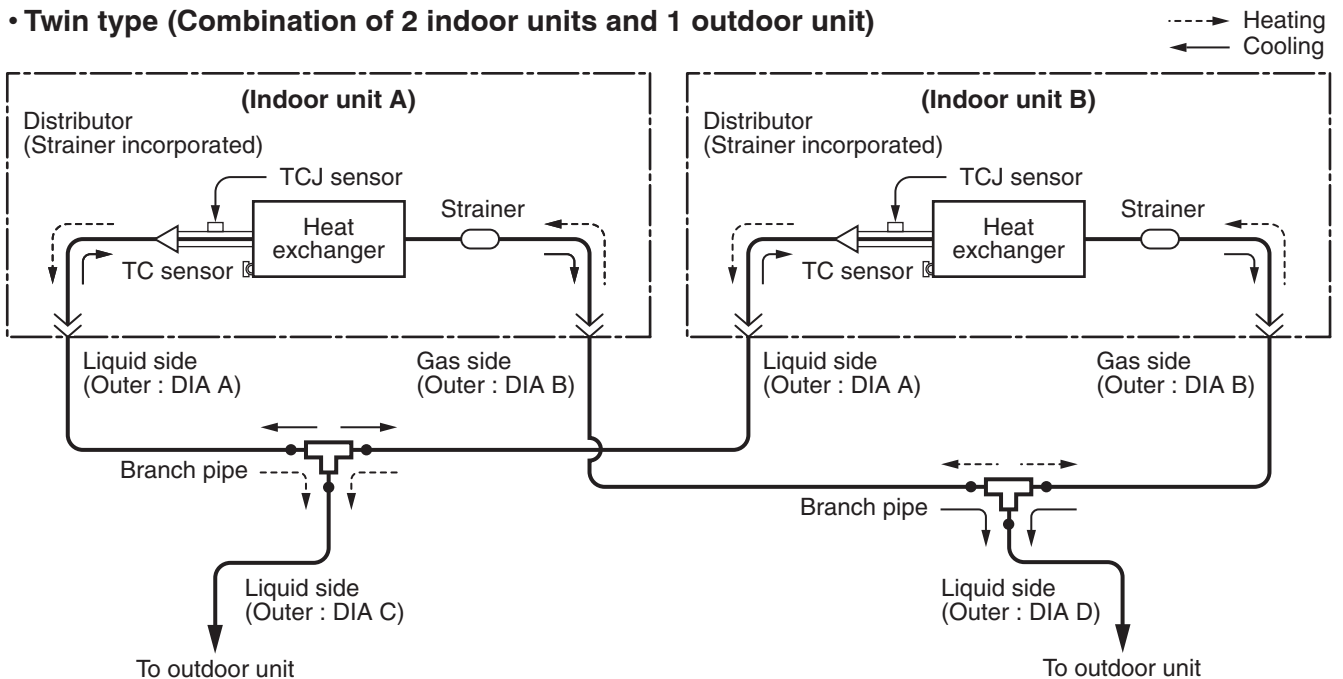 • Twin type (Combination of 2 indoor units and 1 outdoor unit)
Heating
Cooling
(Indoor unit A)
Distributor
(Strainer incorporated)
TCJ sensor
Strainer
Heat
exchanger
TC sensor
Liquid side
(Outer : DIA A)
Gas side
(Outer : DIA B)
(Indoor unit B)
Distributor
(Strainer incorporated)
TCJ sensor
Strainer
Heat
exchanger
TC sensor
Liquid side
(Outer : DIA A)
Gas side
(Outer : DIA B)
Branch pipe
Branch pipe
Liquid side
(Outer : DIA C)
Liquid side
(Outer : DIA D)
To outdoor unit
To outdoor unit